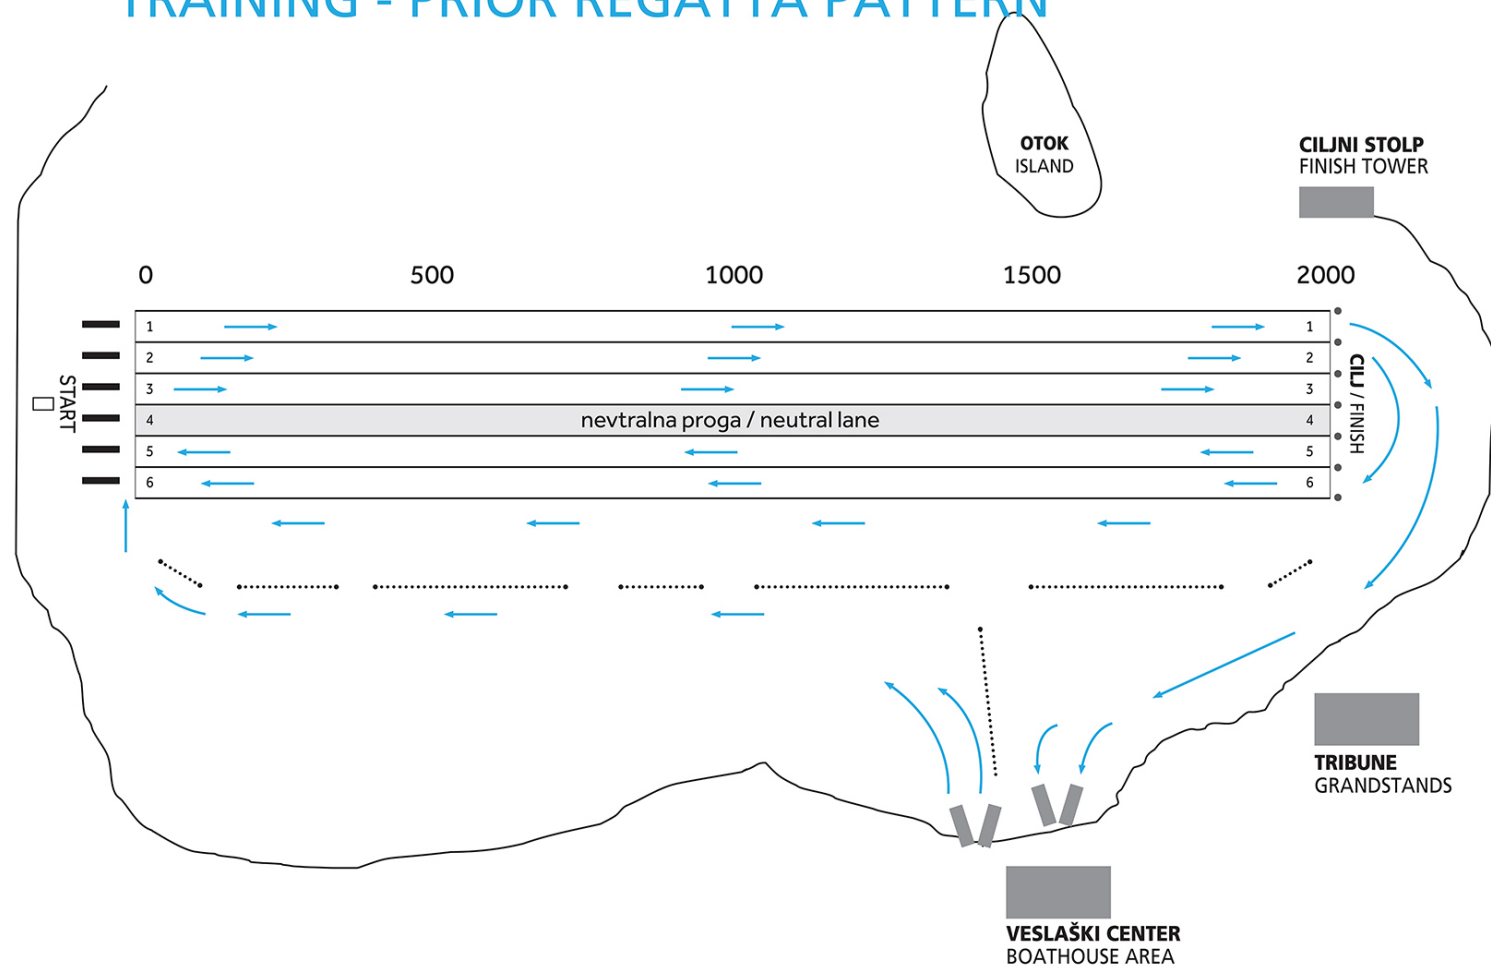 TRAINING - PRIOR REGATTA PATTERN
OTOK
ISLAND
CILJNI STOLP
FINISH TOWER
0 500 1000 1500 2000
1 1
2 2
3 3
4 nevtralna proga / neutral lane 4
5 5
6 6
START
CILJ / FINISH
TRIBUNE
GRANDSTANDS
VESLAŠKI CENTER
BOATHOUSE AREA